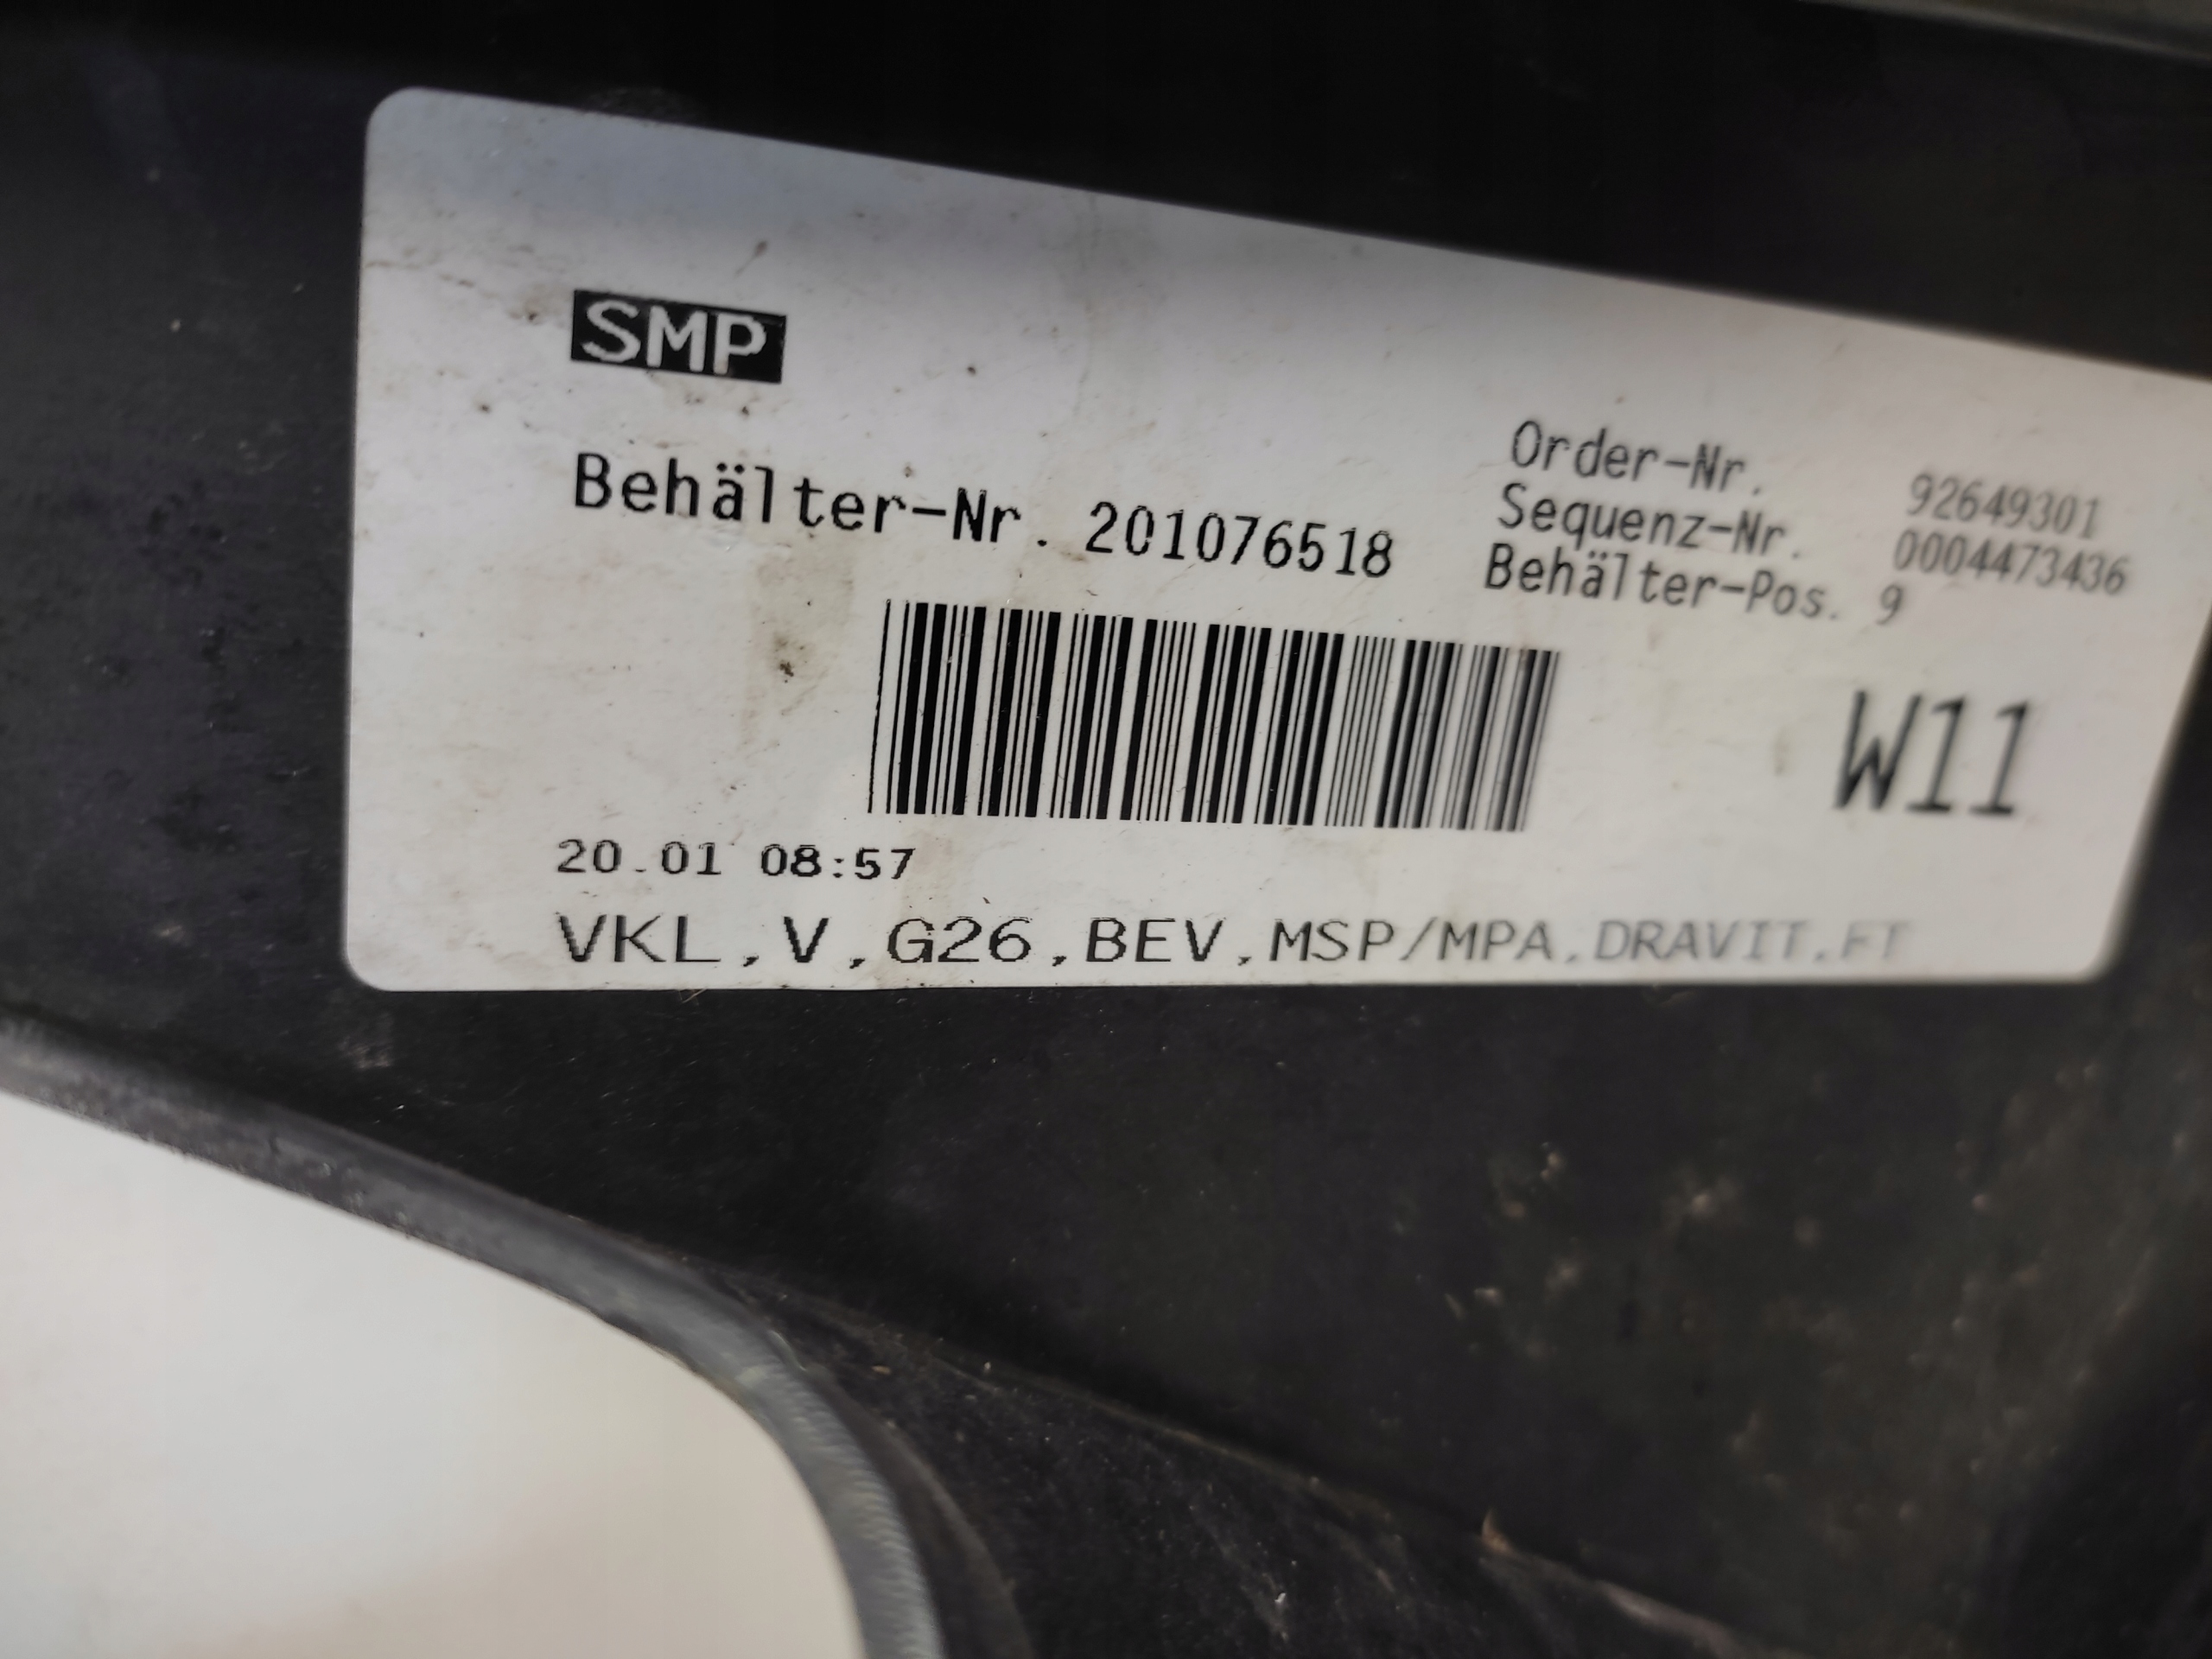 SMP
Behälter-Nr. 201076518
Order-Nr. 92649301
Sequenz-Nr. 0004473436
Behälter-Pos. 9
W11
20.01 08:57
VKL,V,G26,BEV,MSP/MPA,DRAVIT,FT